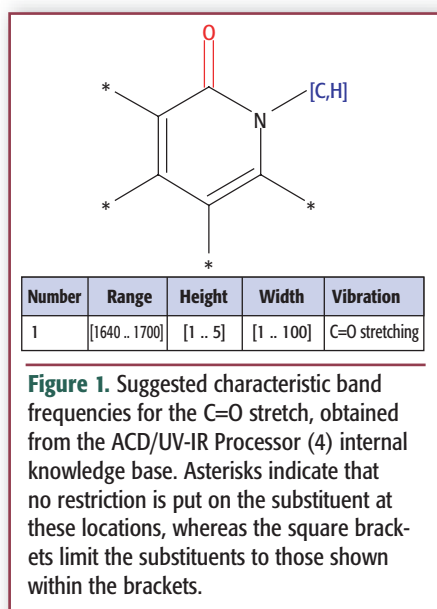 O
*
[C,H]
N
*
*
*
Number Range Height Width Vibration
1 [1640 .. 1700] [1 .. 5] [1 .. 100] C=O stretching
Figure 1. Suggested characteristic band
frequencies for the C=O stretch, obtained
from the ACD/UV-IR Processor (4) internal
knowledge base. Asterisks indicate that
no restriction is put on the substituent at
these locations, whereas the square brack-
ets limit the substituents to those shown
within the brackets.